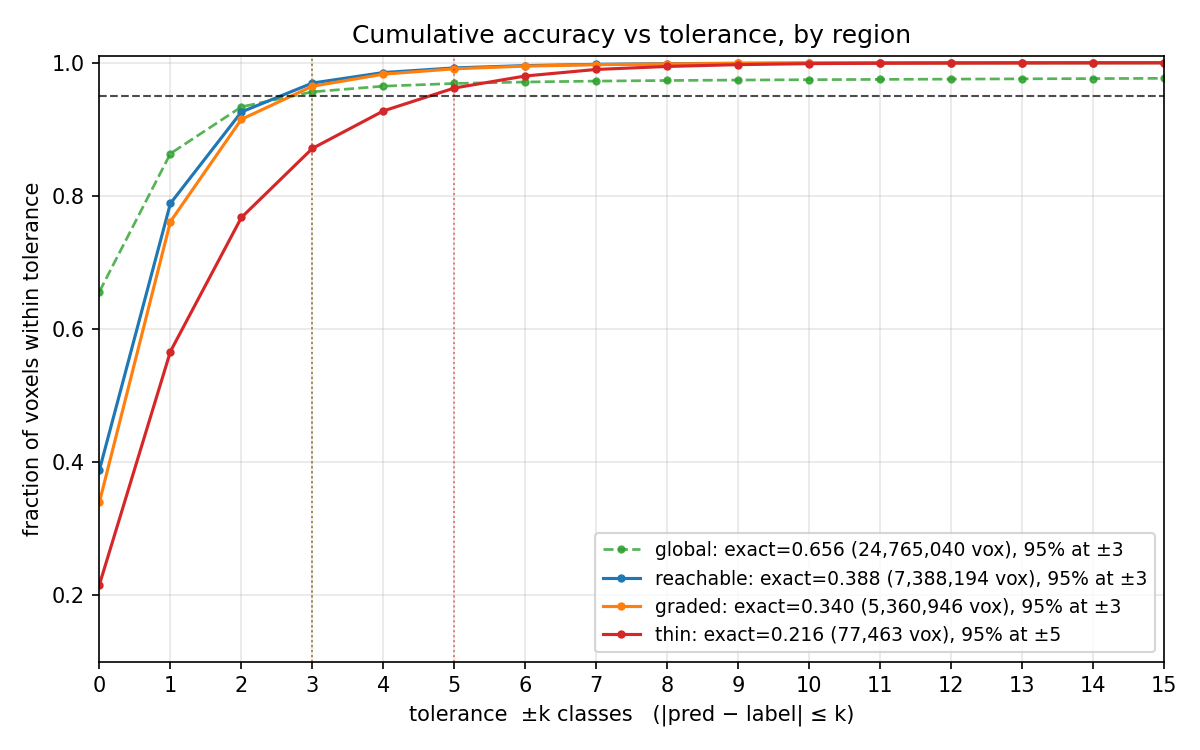 Cumulative accuracy vs tolerance, by region
fraction of voxels within tolerance
1.0
0.8
0.6
0.4
0.2
global: exact=0.656 (24,765,040 vox), 95% at ±3
reachable: exact=0.388 (7,388,194 vox), 95% at ±3
graded: exact=0.340 (5,360,946 vox), 95% at ±3
thin: exact=0.216 (77,463 vox), 95% at ±5
0 1 2 3 4 5 6 7 8 9 10 11 12 13 14 15
tolerance ±k classes (|pred − label| ≤ k)